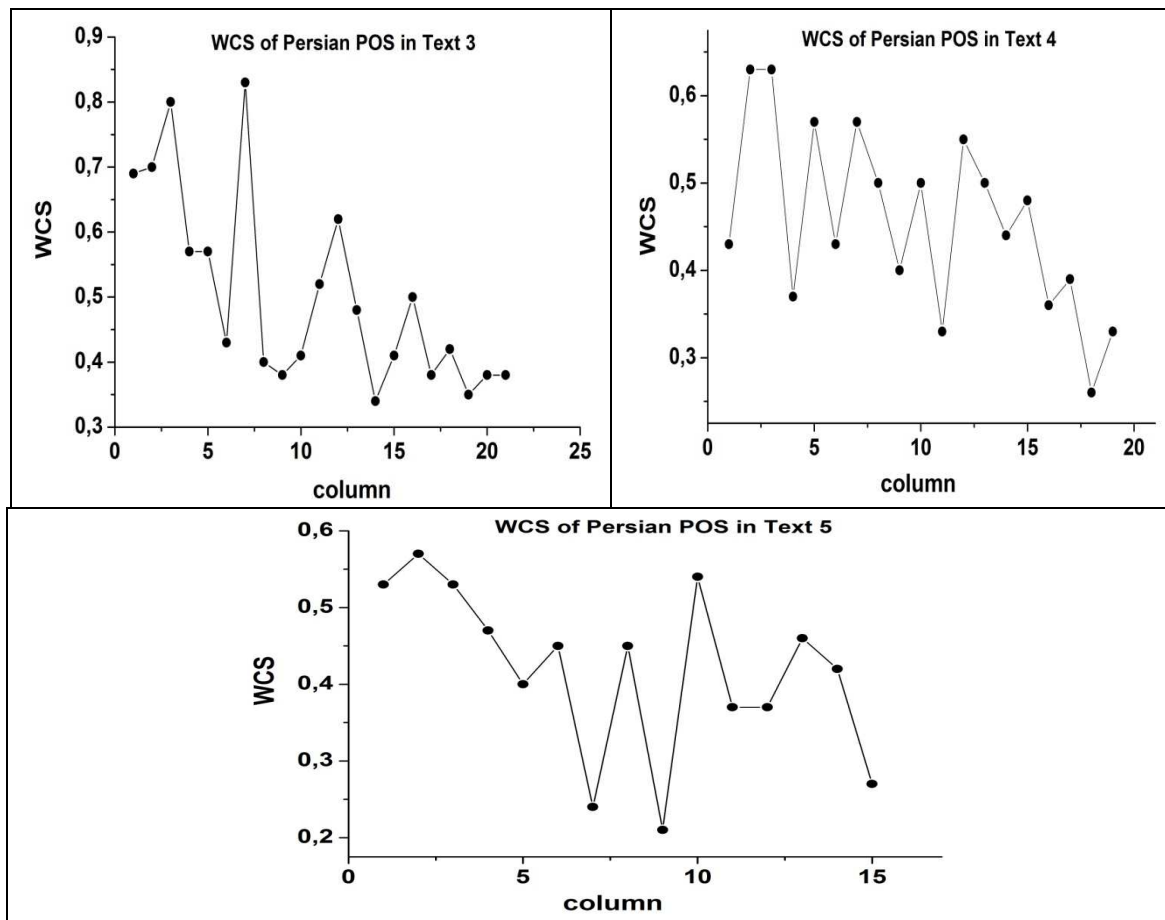 WCS of Persian POS in Text 3
0,9
0,8
0,7
0,6
0,5
0,4
0,3
WCS
0 5 10 15 20 25
column
WCS of Persian POS in Text 4
0,6
0,5
0,4
0,3
WCS
0 5 10 15 20
column
WCS of Persian POS in Text 5
0,6
0,5
0,4
0,3
0,2
WCS
0 5 10 15
column